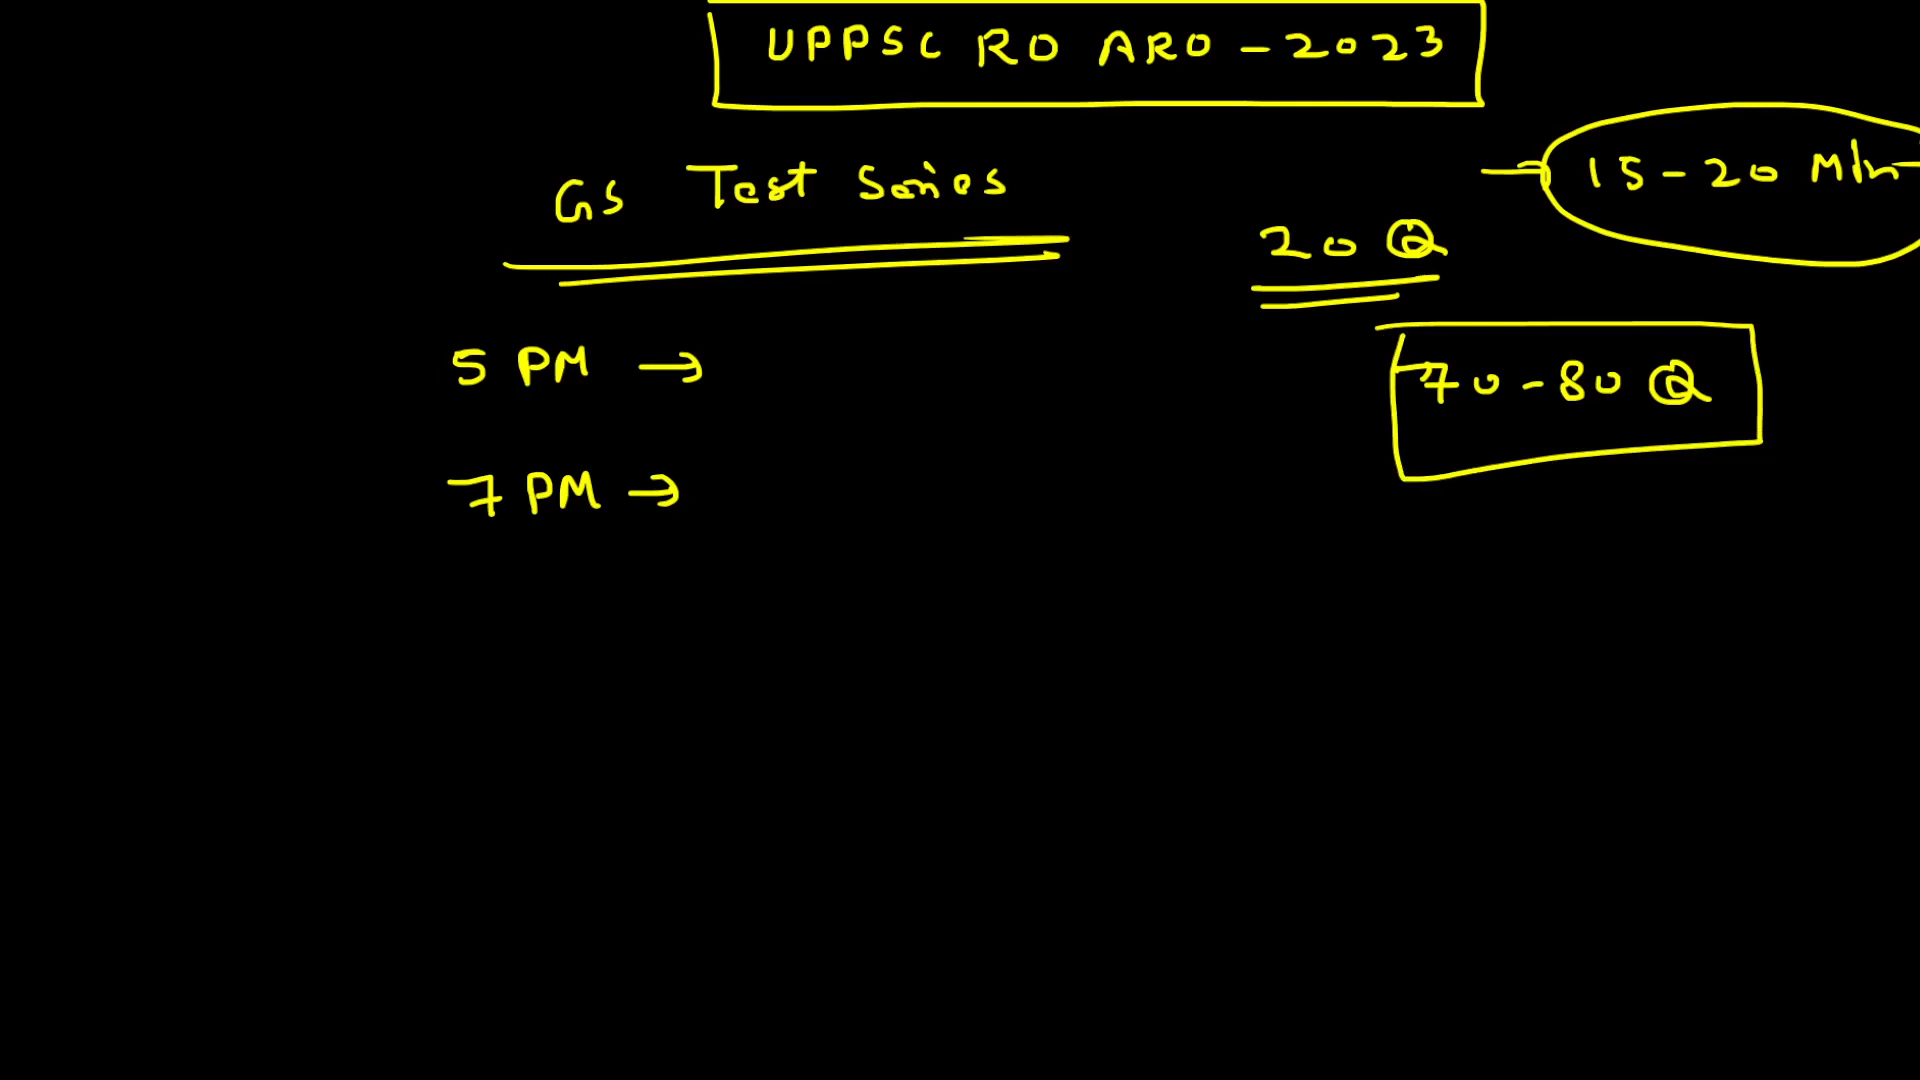 UPPSC RO ARO - 2023
GS Test Series
15 - 20 Min
20 Q
5 PM →
70 - 80 Q
7 PM →